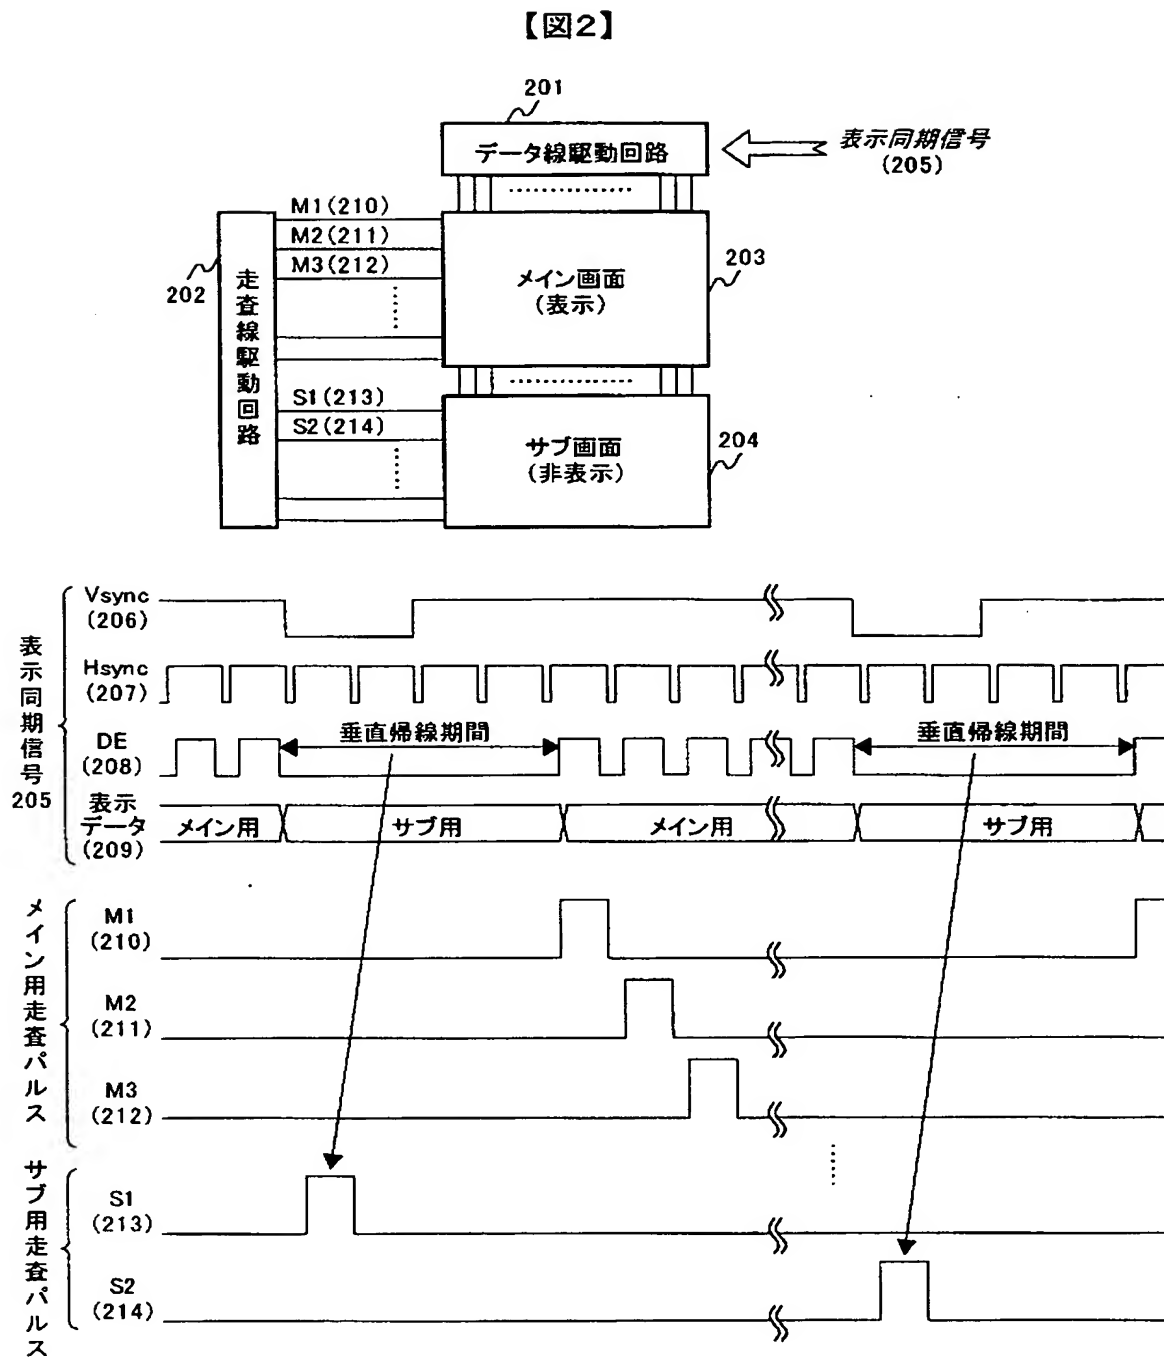 【図2】
201
データ線駆動回路
表示同期信号
(205)
M1(210)
M2(211)
M3(212)
202
走査線駆動回路
メイン画面
(表示)
203
S1(213)
S2(214)
サブ画面
(非表示)
204
表示同期信号205
Vsync
(206)
Hsync
(207)
DE
(208)
垂直帰線期間
垂直帰線期間
表示
データ
(209)
メイン用
サブ用
メイン用
サブ用
メイン用走査パルス
M1
(210)
M2
(211)
M3
(212)
サブ用走査パルス
S1
(213)
S2
(214)